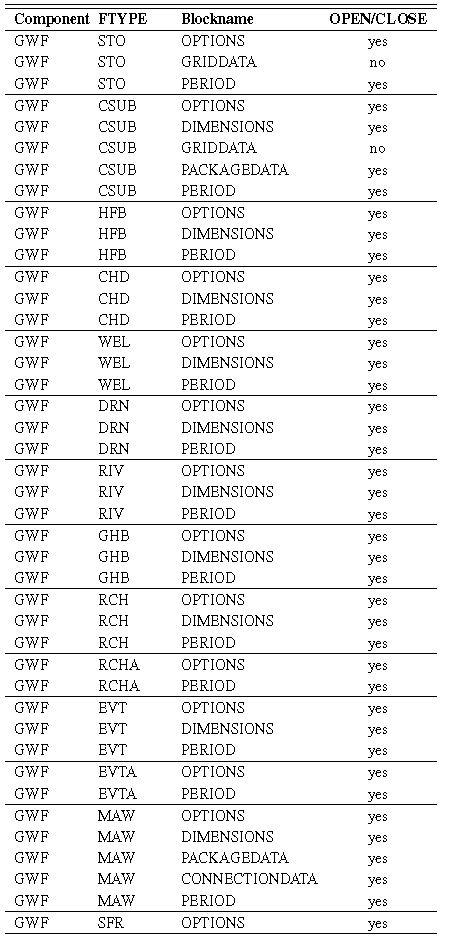 Component FTYPE Blockname OPEN/CLOSE
GWF STO OPTIONS yes
GWF STO GRIDDATA no
GWF STO PERIOD yes
GWF CSUB OPTIONS yes
GWF CSUB DIMENSIONS yes
GWF CSUB GRIDDATA no
GWF CSUB PACKAGEDATA yes
GWF CSUB PERIOD yes
GWF HFB OPTIONS yes
GWF HFB DIMENSIONS yes
GWF HFB PERIOD yes
GWF CHD OPTIONS yes
GWF CHD DIMENSIONS yes
GWF CHD PERIOD yes
GWF WEL OPTIONS yes
GWF WEL DIMENSIONS yes
GWF WEL PERIOD yes
GWF DRN OPTIONS yes
GWF DRN DIMENSIONS yes
GWF DRN PERIOD yes
GWF RIV OPTIONS yes
GWF RIV DIMENSIONS yes
GWF RIV PERIOD yes
GWF GHB OPTIONS yes
GWF GHB DIMENSIONS yes
GWF GHB PERIOD yes
GWF RCH OPTIONS yes
GWF RCH DIMENSIONS yes
GWF RCH PERIOD yes
GWF RCHA OPTIONS yes
GWF RCHA PERIOD yes
GWF EVT OPTIONS yes
GWF EVT DIMENSIONS yes
GWF EVT PERIOD yes
GWF EVTA OPTIONS yes
GWF EVTA PERIOD yes
GWF MAW OPTIONS yes
GWF MAW DIMENSIONS yes
GWF MAW PACKAGEDATA yes
GWF MAW CONNECTIONDATA yes
GWF MAW PERIOD yes
GWF SFR OPTIONS yes